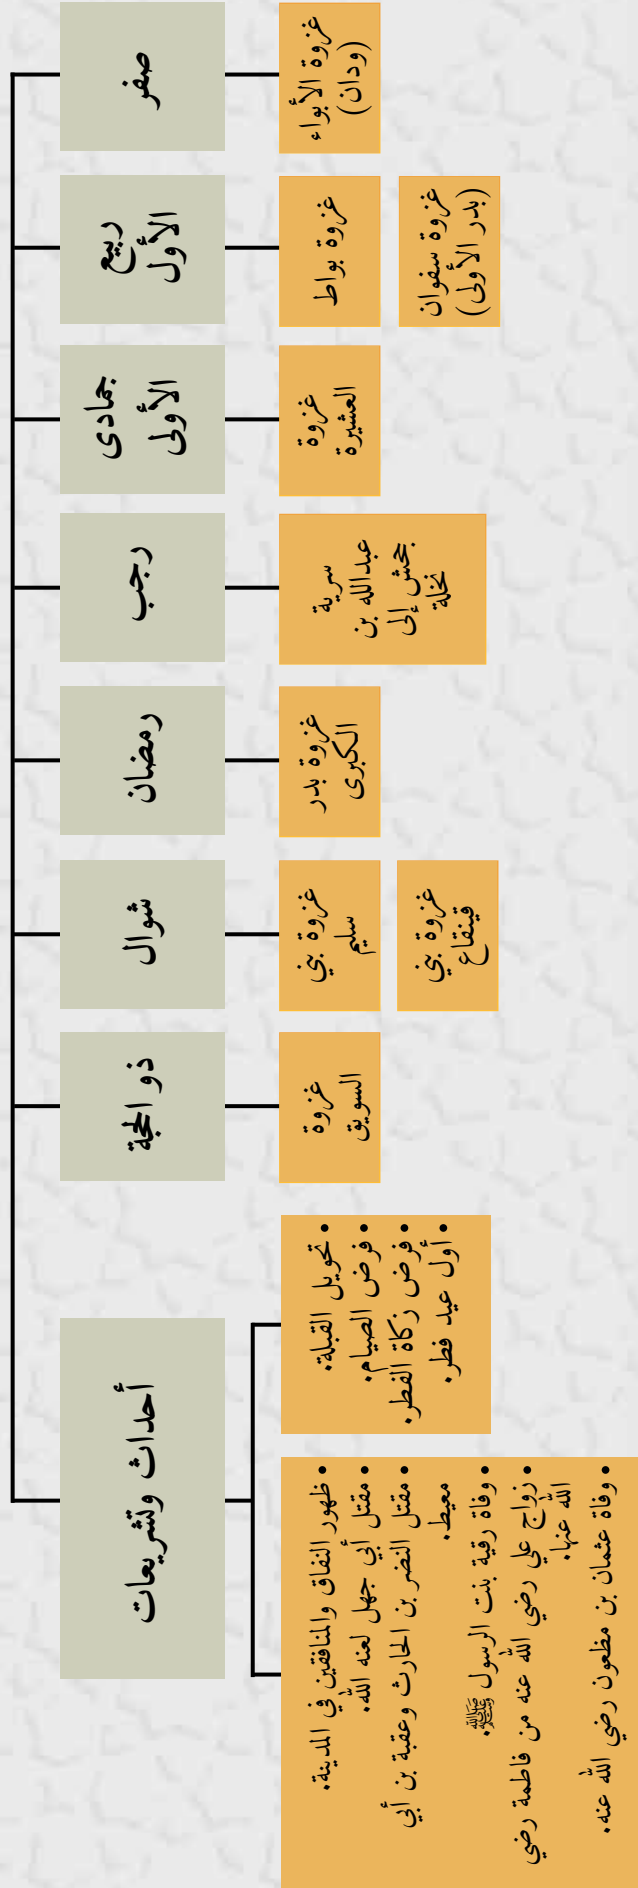 صفر
غزوة الأبواء
(ودان)
ربيع
الأول
غزوة بواط
غزوة سفوان
(بدر الأولى)
جمادى
الأولى
غزوة
العشيرة
رجب
سرية
عبدالله بن
جحش إلى
نخلة
رمضان
غزوة بدر
الكبرى
شوال
غزوة بني
سليم
غزوة بني
قينقاع
ذو الحجة
غزوة
السويق
أحداث وتشريعات
• تحويل القبلة.
• فرض الصيام.
• فرض زكاة الفطر.
• أول عيد فطر.
• ظهور النفاق والمنافقين في المدينة.
• مقتل أبي جهل لعنه الله.
• مقتل النضر بن الحارث وعقبة بن أبي
معيط.
• وفاة رقية بنت الرسول ﷺ.
• زواج علي رضي الله عنه من فاطمة رضي
الله عنها.
• وفاة عثمان بن مظعون رضي الله عنه.